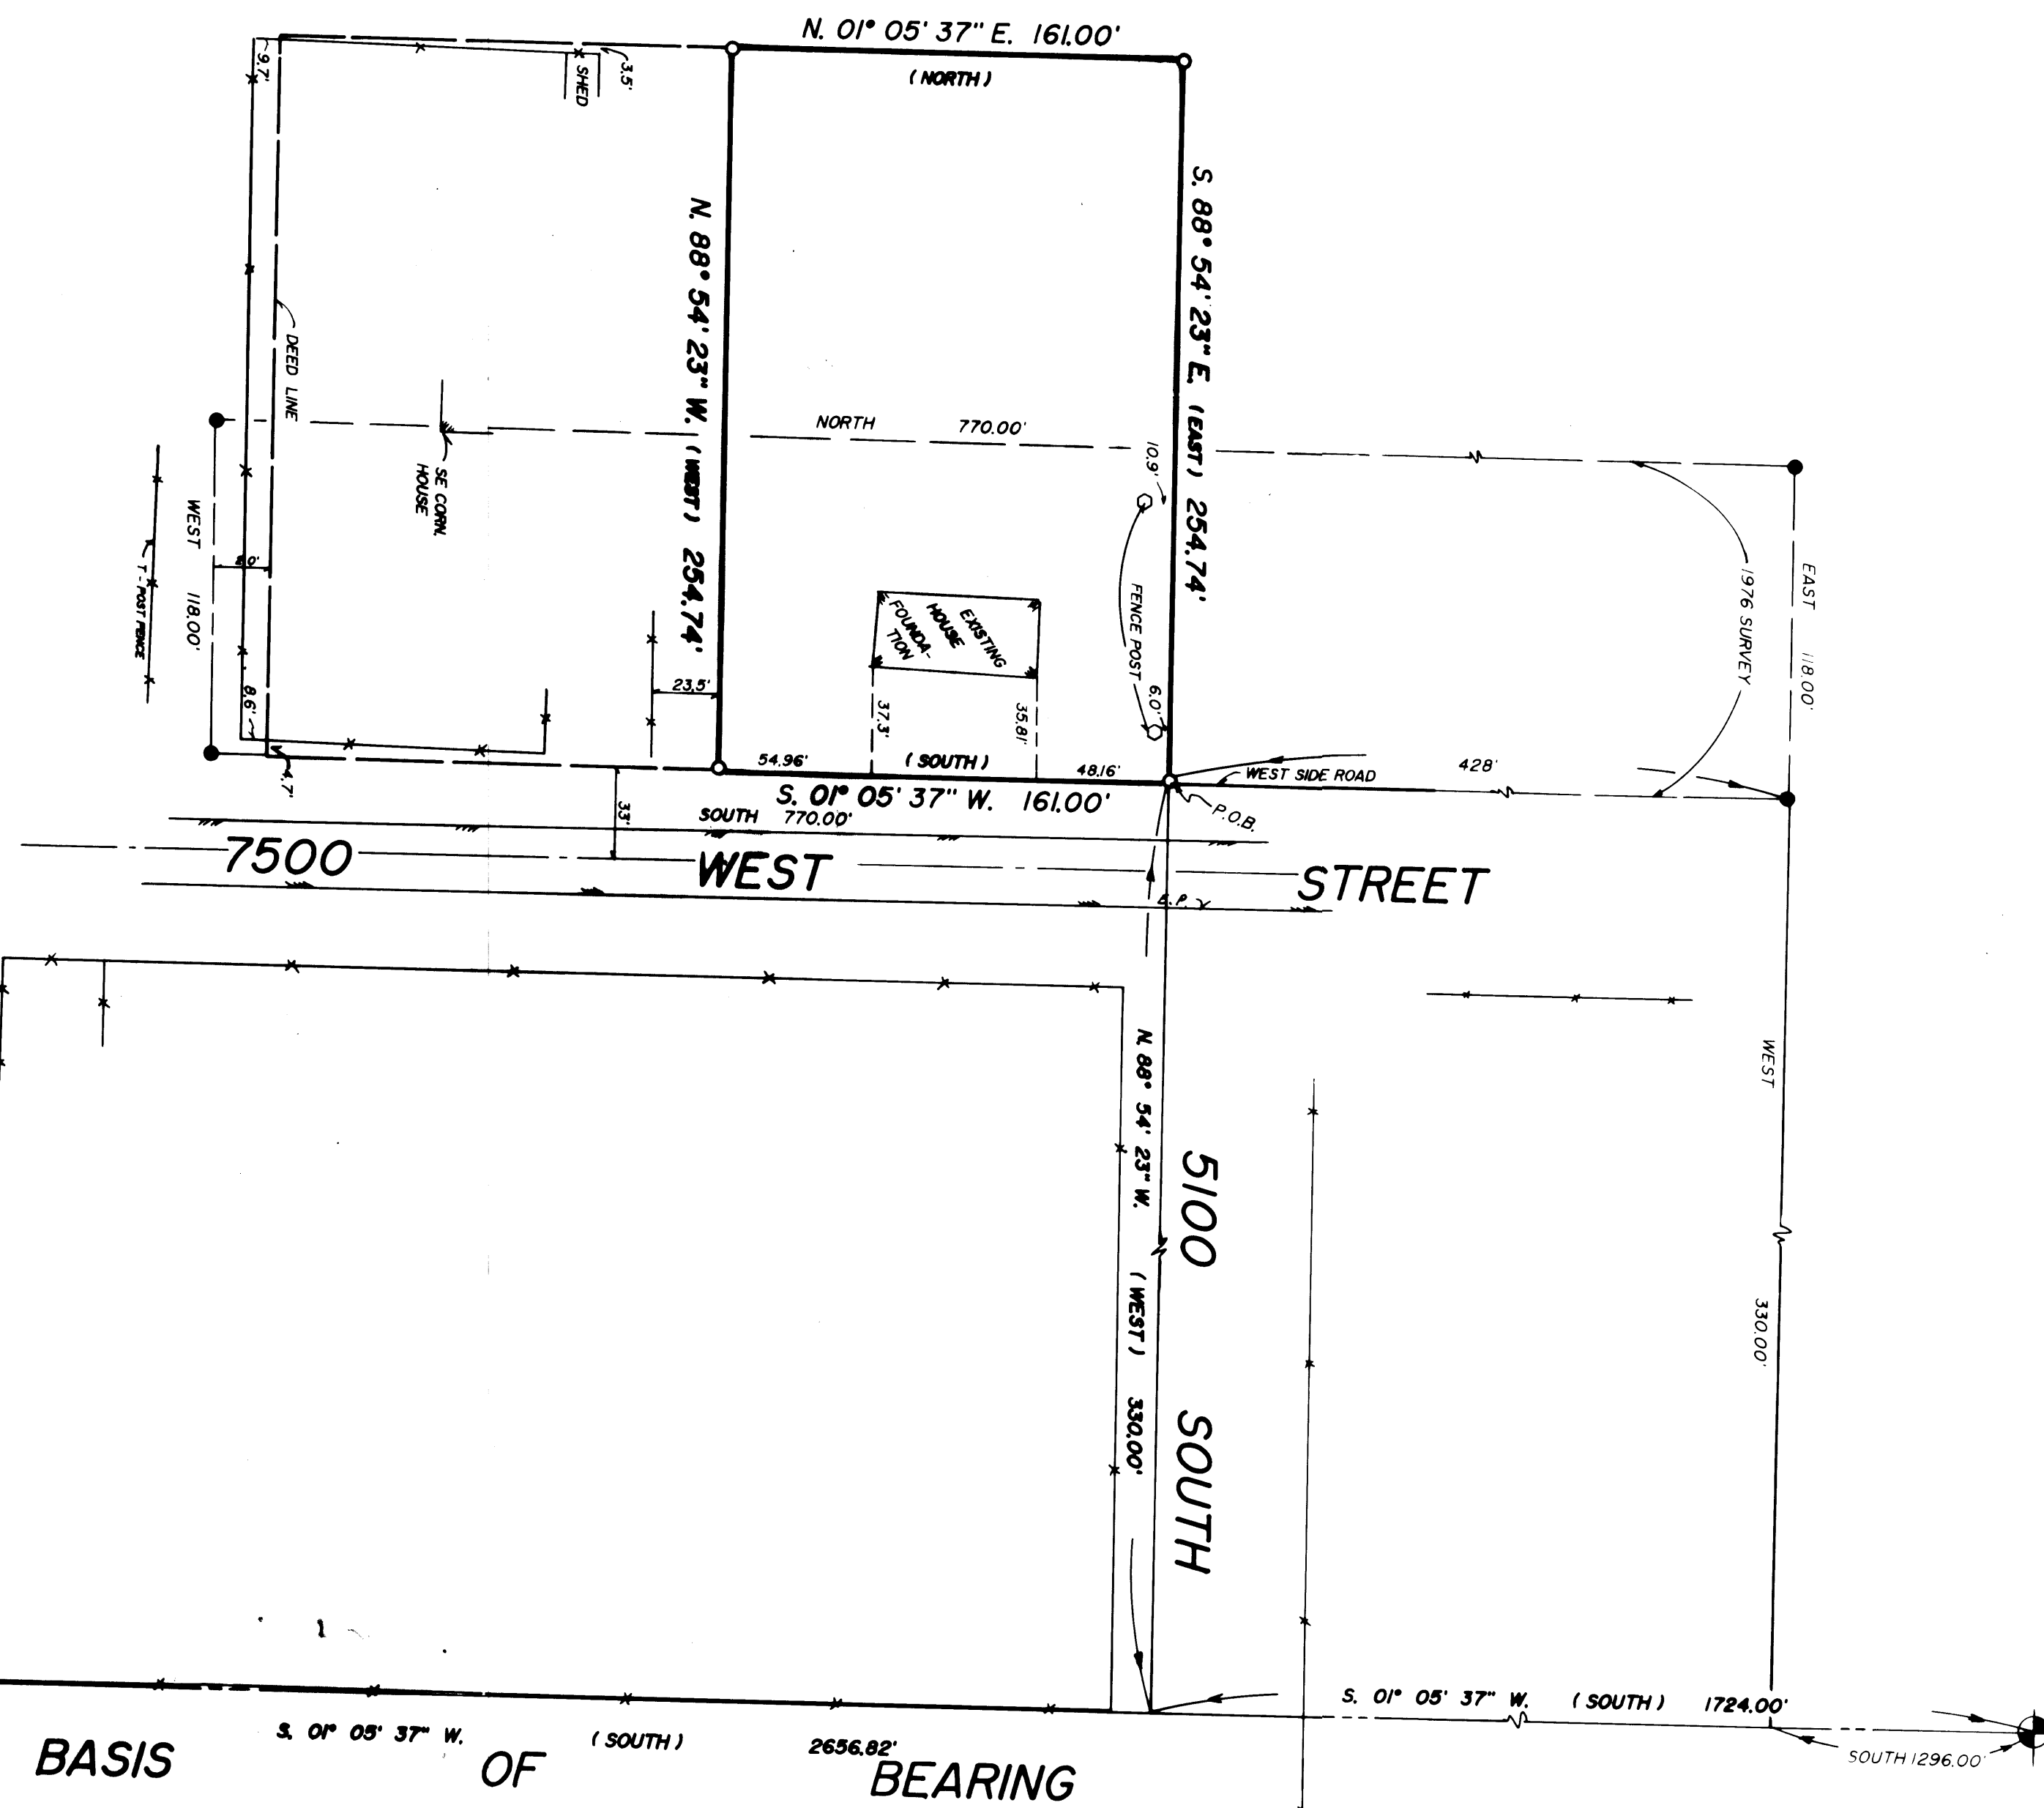 N. 01° 05' 37" E. 161.00'
(NORTH)
9.7'
SHED
3.5'
S. 88° 54' 23" E. (EAST) 254.74'
N. 88° 54' 23" W. (WEST) 254.74'
DEED LINE
NORTH 770.00'
10.9'
SE CORN.
HOUSE
WEST 118.00'
T-POST FENCE
FENCE POST
EXISTING
HOUSE
FOUNDA-
TION
1976 SURVEY
EAST 118.00'
8.6'
23.5'
37.3'
35.81'
6.0'
54.96'
(SOUTH)
48.16'
WEST SIDE ROAD
428'
4.7'
33'
S. 01° 05' 37" W. 161.00'
SOUTH 770.00'
P.O.B.
7500 WEST STREET
E.P.
N. 88° 54' 23" W. (WEST) 330.00'
5100 SOUTH
WEST 330.00'
S. 01° 05' 37" W. (SOUTH) 1724.00'
S. 01° 05' 37" W. (SOUTH) 2656.82'
SOUTH 1296.00'
BASIS OF BEARING